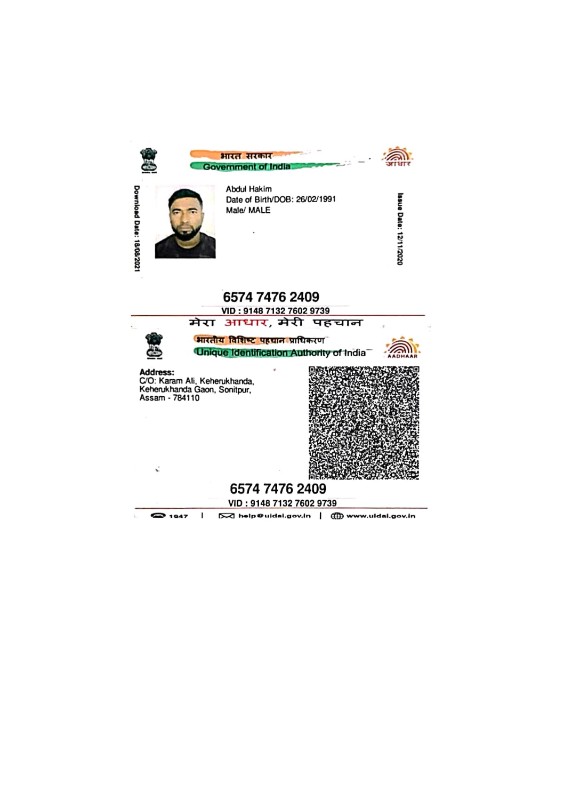 भारत सरकार
Government of India
आधार
Download Date: 18/08/2021
Abdul Hakim
Date of Birth/DOB: 26/02/1991
Male/ MALE
Issue Date: 12/11/2020
6574 7476 2409
VID : 9148 7132 7602 9739
मेरा आधार, मेरी पहचान
भारतीय विशिष्ट पहचान प्राधिकरण
Unique Identification Authority of India
AADHAAR
Address:
C/O: Karam Ali, Keherukhanda,
Keherukhanda Gaon, Sonitpur,
Assam - 784110
6574 7476 2409
VID : 9148 7132 7602 9739
1947 | help@uidai.gov.in | www.uidai.gov.in